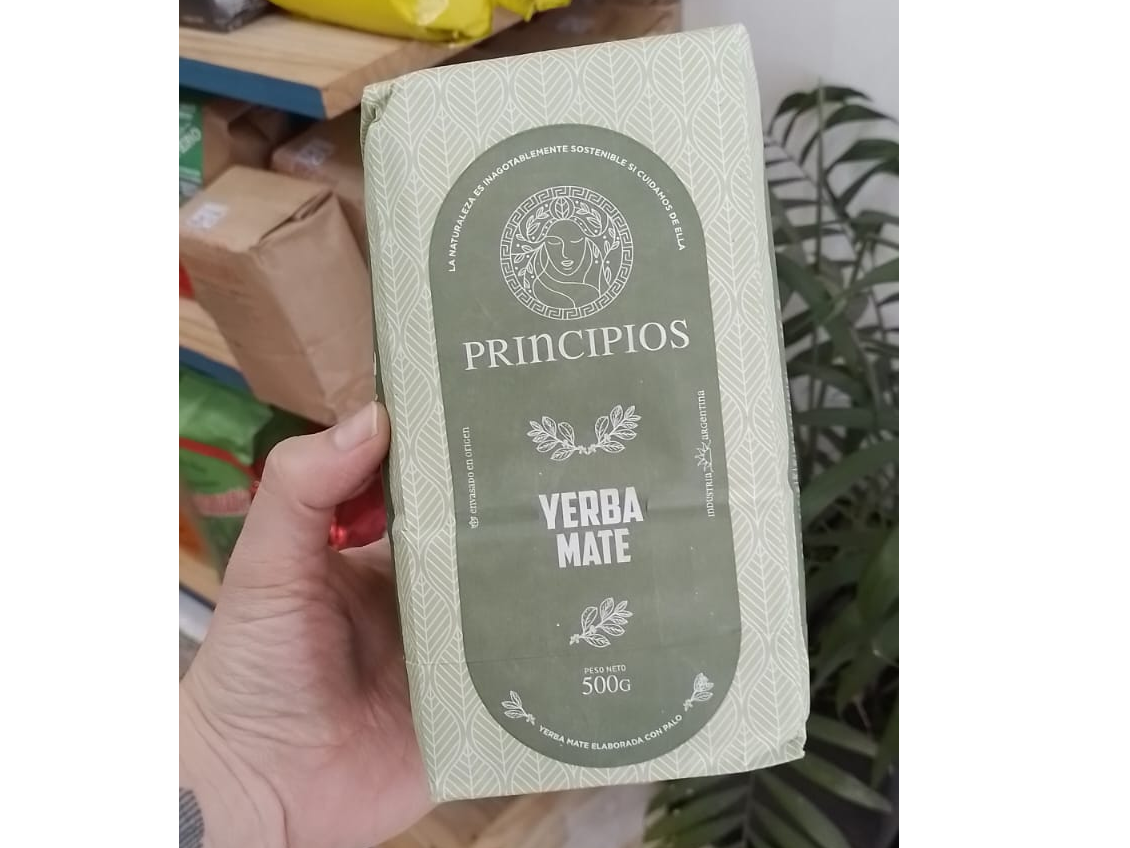 LA NATURALEZA ES INAGOTABLEMENTE SOSTENIBLE SI CUIDAMOS DE ELLA
PRINCIPIOS
envasado en origen
INDUSTRIA ARGENTINA
YERBA
MATE
PESO NETO
500G
YERBA MATE ELABORADA CON PALO